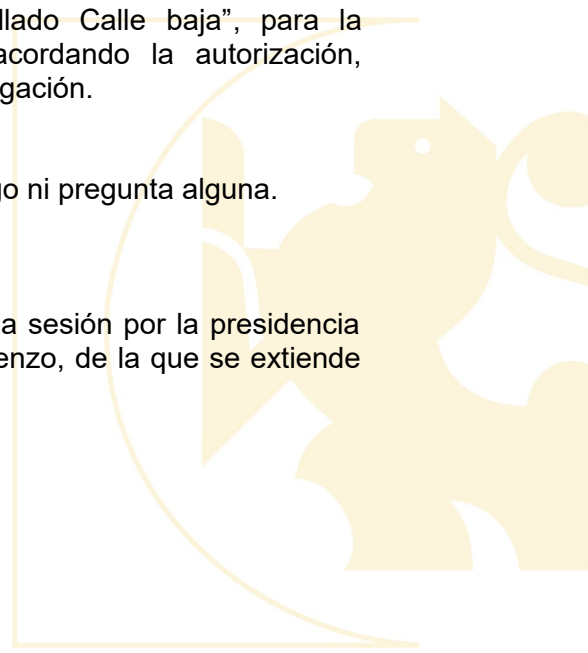 llado Calle baja”, para la
acordando la autorización,
gación.
go ni pregunta alguna.
a sesión por la presidencia
enzo, de la que se extiende